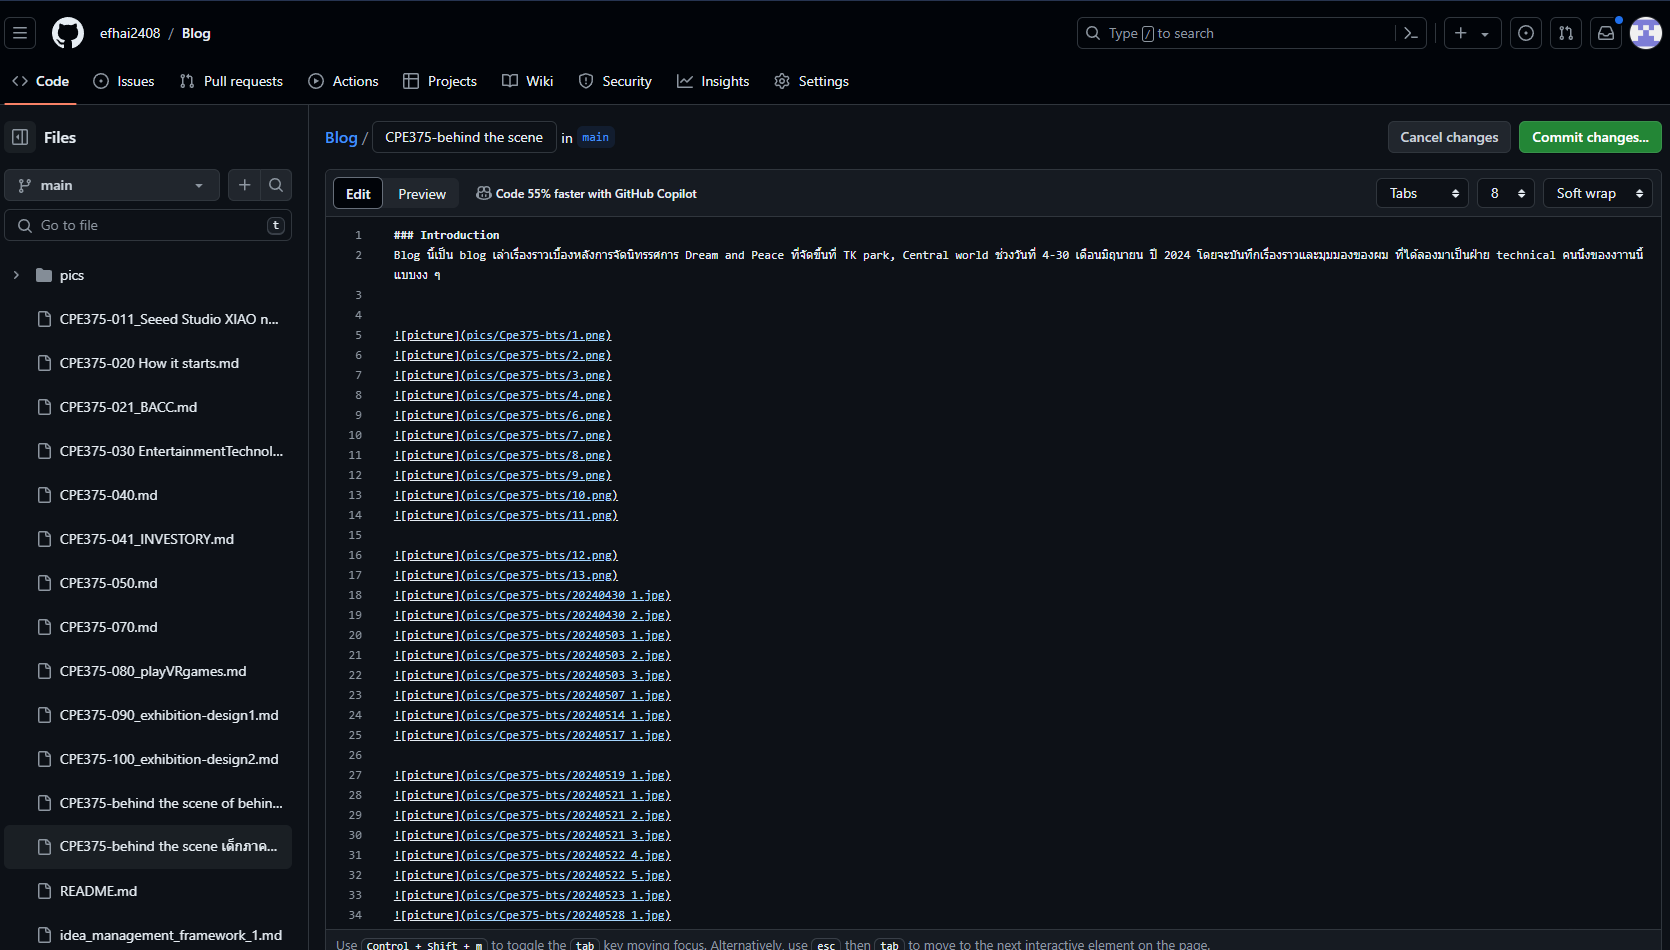 efhai2408 / Blog
Type / to search
Code Issues Pull requests Actions Projects Wiki Security Insights Settings
Files
main
Go to file t
pics
CPE375-011_Seeed Studio XIAO n...
CPE375-020 How it starts.md
CPE375-021_BACC.md
CPE375-030 EntertainmentTechnol...
CPE375-040.md
CPE375-041_INVESTORY.md
CPE375-050.md
CPE375-070.md
CPE375-080_playVRgames.md
CPE375-090_exhibition-design1.md
CPE375-100_exhibition-design2.md
CPE375-behind the scene of behin...
CPE375-behind the scene เด็กภาค...
README.md
idea_management_framework_1.md
Blog / CPE375-behind the scene in main
Cancel changes Commit changes...
Edit Preview Code 55% faster with GitHub Copilot Tabs 8 Soft wrap
1 ### Introduction
2 Blog นี้เป็น blog เล่าเรื่องราวเบื้องหลังการจัดนิทรรศการ Dream and Peace ที่จัดขึ้นที่ TK park, Central world ช่วงวันที่ 4-30 เดือนมิถุนายน ปี 2024 โดยจะบันทึกเรื่องราวและมุมมองของผม ที่ได้ลองมาเป็นฝ่าย technical คนนึงของงานนี้
แบบงง ๆ
3
4
5 ![picture](pics/Cpe375-bts/1.png)
6 ![picture](pics/Cpe375-bts/2.png)
7 ![picture](pics/Cpe375-bts/3.png)
8 ![picture](pics/Cpe375-bts/4.png)
9 ![picture](pics/Cpe375-bts/6.png)
10 ![picture](pics/Cpe375-bts/7.png)
11 ![picture](pics/Cpe375-bts/8.png)
12 ![picture](pics/Cpe375-bts/9.png)
13 ![picture](pics/Cpe375-bts/10.png)
14 ![picture](pics/Cpe375-bts/11.png)
15
16 ![picture](pics/Cpe375-bts/12.png)
17 ![picture](pics/Cpe375-bts/13.png)
18 ![picture](pics/Cpe375-bts/20240430_1.jpg)
19 ![picture](pics/Cpe375-bts/20240430_2.jpg)
20 ![picture](pics/Cpe375-bts/20240503_1.jpg)
21 ![picture](pics/Cpe375-bts/20240503_2.jpg)
22 ![picture](pics/Cpe375-bts/20240503_3.jpg)
23 ![picture](pics/Cpe375-bts/20240507_1.jpg)
24 ![picture](pics/Cpe375-bts/20240514_1.jpg)
25 ![picture](pics/Cpe375-bts/20240517_1.jpg)
26
27 ![picture](pics/Cpe375-bts/20240519_1.jpg)
28 ![picture](pics/Cpe375-bts/20240521_1.jpg)
29 ![picture](pics/Cpe375-bts/20240521_2.jpg)
30 ![picture](pics/Cpe375-bts/20240521_3.jpg)
31 ![picture](pics/Cpe375-bts/20240522_4.jpg)
32 ![picture](pics/Cpe375-bts/20240522_5.jpg)
33 ![picture](pics/Cpe375-bts/20240523_1.jpg)
34 ![picture](pics/Cpe375-bts/20240528_1.jpg)
Use Control + Shift + m to toggle the tab key moving focus. Alternatively, use esc then tab to move to the next interactive element on the page.